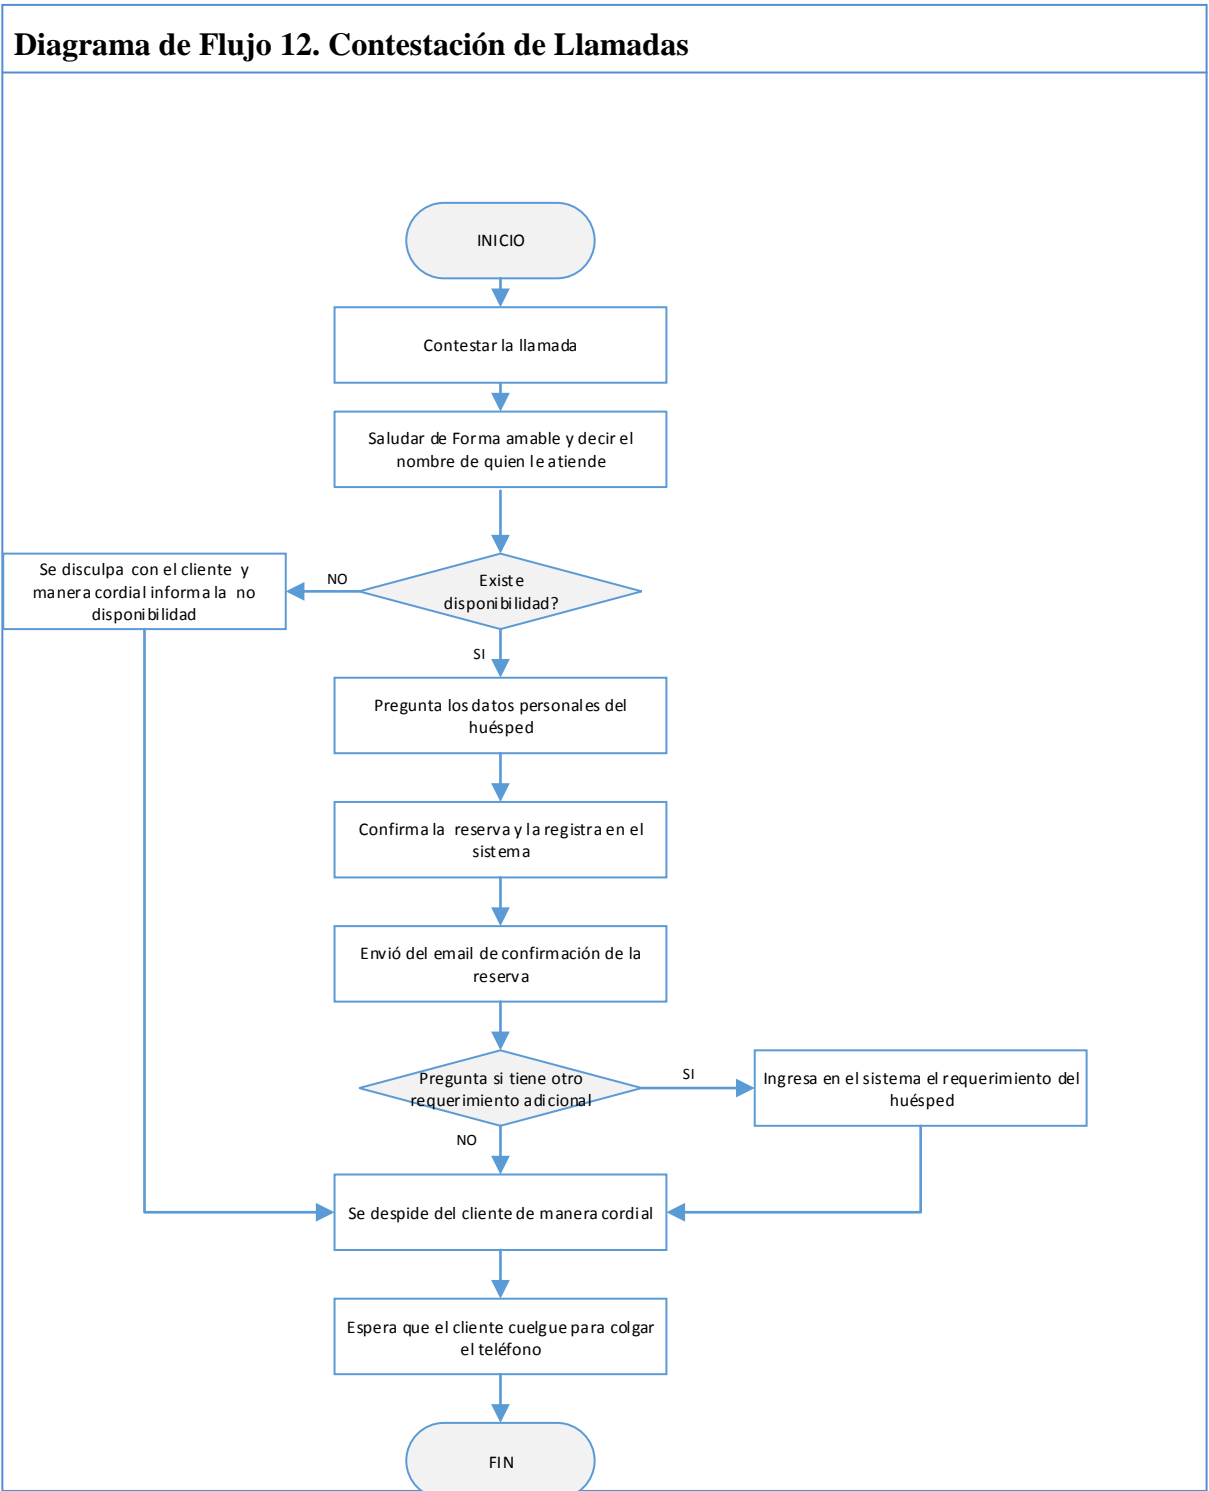 Diagrama de Flujo 12. Contestación de Llamadas
INICIO
Contestar la llamada
Saludar de Forma amable y decir el
nombre de quien le atiende
Existe
disponibilidad?
NO
Se disculpa con el cliente y
manera cordial informa la no
disponibilidad
SI
Pregunta los datos personales del
huésped
Confirma la reserva y la registra en el
sistema
Envió del email de confirmación de la
reserva
Pregunta si tiene otro
requerimiento adicional
SI
Ingresa en el sistema el requerimiento del
huésped
NO
Se despide del cliente de manera cordial
Espera que el cliente cuelgue para colgar
el teléfono
FIN